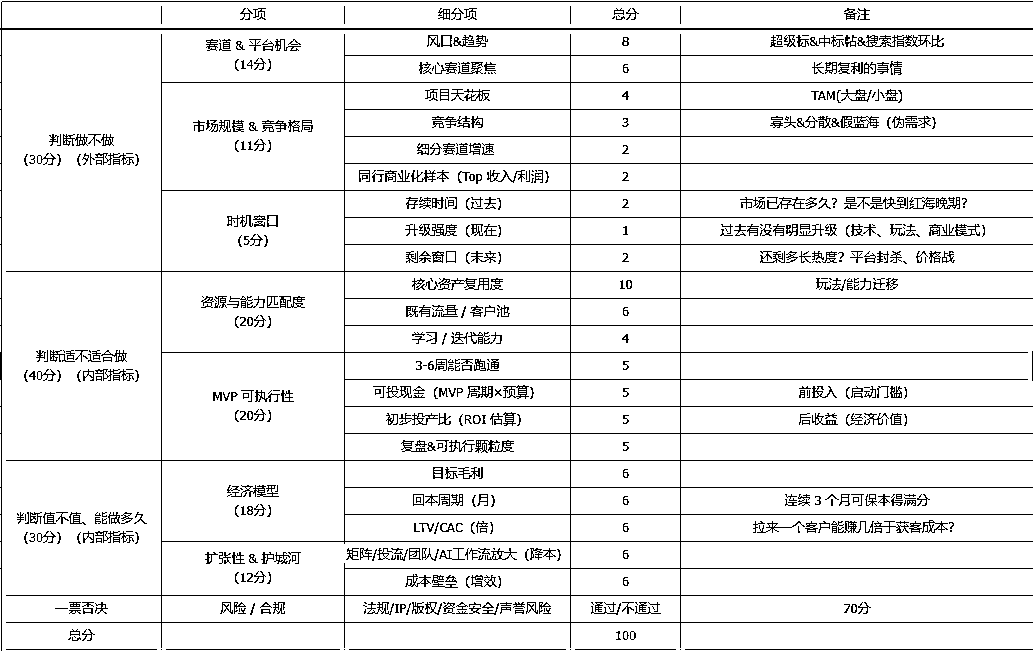 分项 细分项 总分 备注
判断做不做
(30分) (外部指标)
赛道 & 平台机会
(14分)
风口&趋势 8 超级标&中标帖&搜索指数环比
核心赛道聚焦 6 长期复利的事情
市场规模 & 竞争格局
(11分)
项目天花板 4 TAM(大盘/小盘)
竞争结构 3 寡头&分散&假蓝海（伪需求）
细分赛道增速 2
同行商业化样本（Top 收入/利润） 2
时机窗口
(5分)
存续时间（过去） 2 市场已存在多久？是不是快到红海晚期？
升级强度（现在） 1 过去有没有明显升级（技术、玩法、商业模式）
剩余窗口（未来） 2 还剩多长热度？平台封杀、价格战
判断适不适合做
(40分) (内部指标)
资源与能力匹配度
(20分)
核心资产复用度 10 玩法/能力迁移
既有流量 / 客户池 6
学习 / 迭代能力 4
MVP 可执行性
(20分)
3-6周能否跑通 5
可投现金（MVP 周期×预算） 5 前投入（启动门槛）
初步投产比（ROI 估算） 5 后收益（经济价值）
复盘&可执行颗粒度 5
判断值不值、能做多久
(30分) (内部指标)
经济模型
(18分)
目标毛利 6
回本周期（月） 6 连续 3 个月可保本得满分
LTV/CAC（倍） 6 拉来一个客户能赚几倍于获客成本？
扩张性 & 护城河
(12分)
矩阵/投流/团队/AI工作流放大（降本） 6
成本壁垒（增效） 6
一票否决 风险 / 合规 法规/IP/版权/资金安全/声誉风险 通过/不通过 70分
总分 100